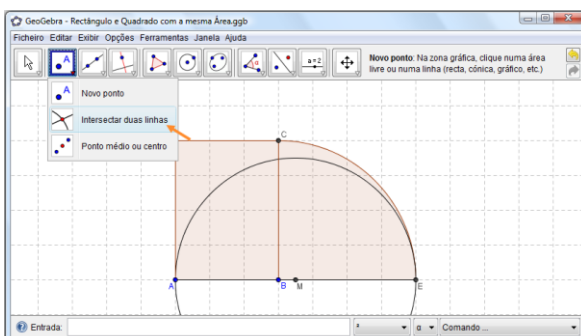 GeoGebra - Rectângulo e Quadrado com a mesma Área.ggb
Ficheiro Editar Exibir Opções Ferramentas Janela Ajuda
A
a=2
Novo ponto: Na zona gráfica, clique numa área
livre ou numa linha (recta, cónica, gráfico, etc.)
A Novo ponto
Intersectar duas linhas
Ponto médio ou centro
C
A B M E
Entrada:
² α Comando ...